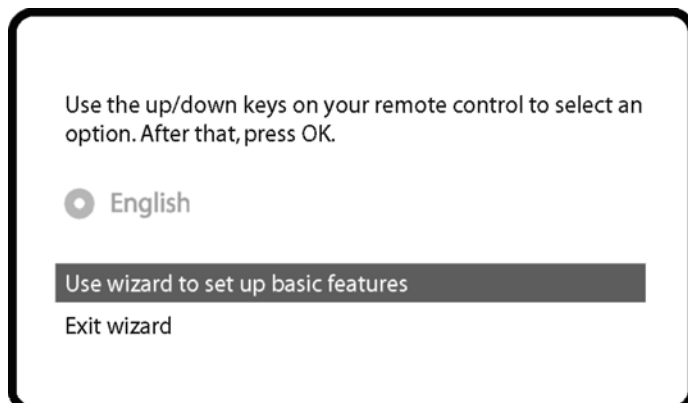 Use the up/down keys on your remote control to select an
option. After that, press OK.
English
Use wizard to set up basic features
Exit wizard